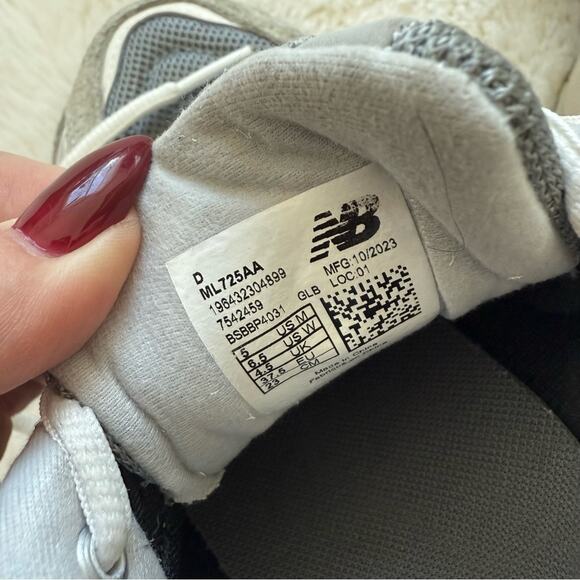 D
ML725AA
196432304899
7542459
BSBBP4031 GLB
NB
MFG:10/2023
LOC:01
5 US M
6.5 US W
4.5 UK
37.5 EU
23 CM
Made in China